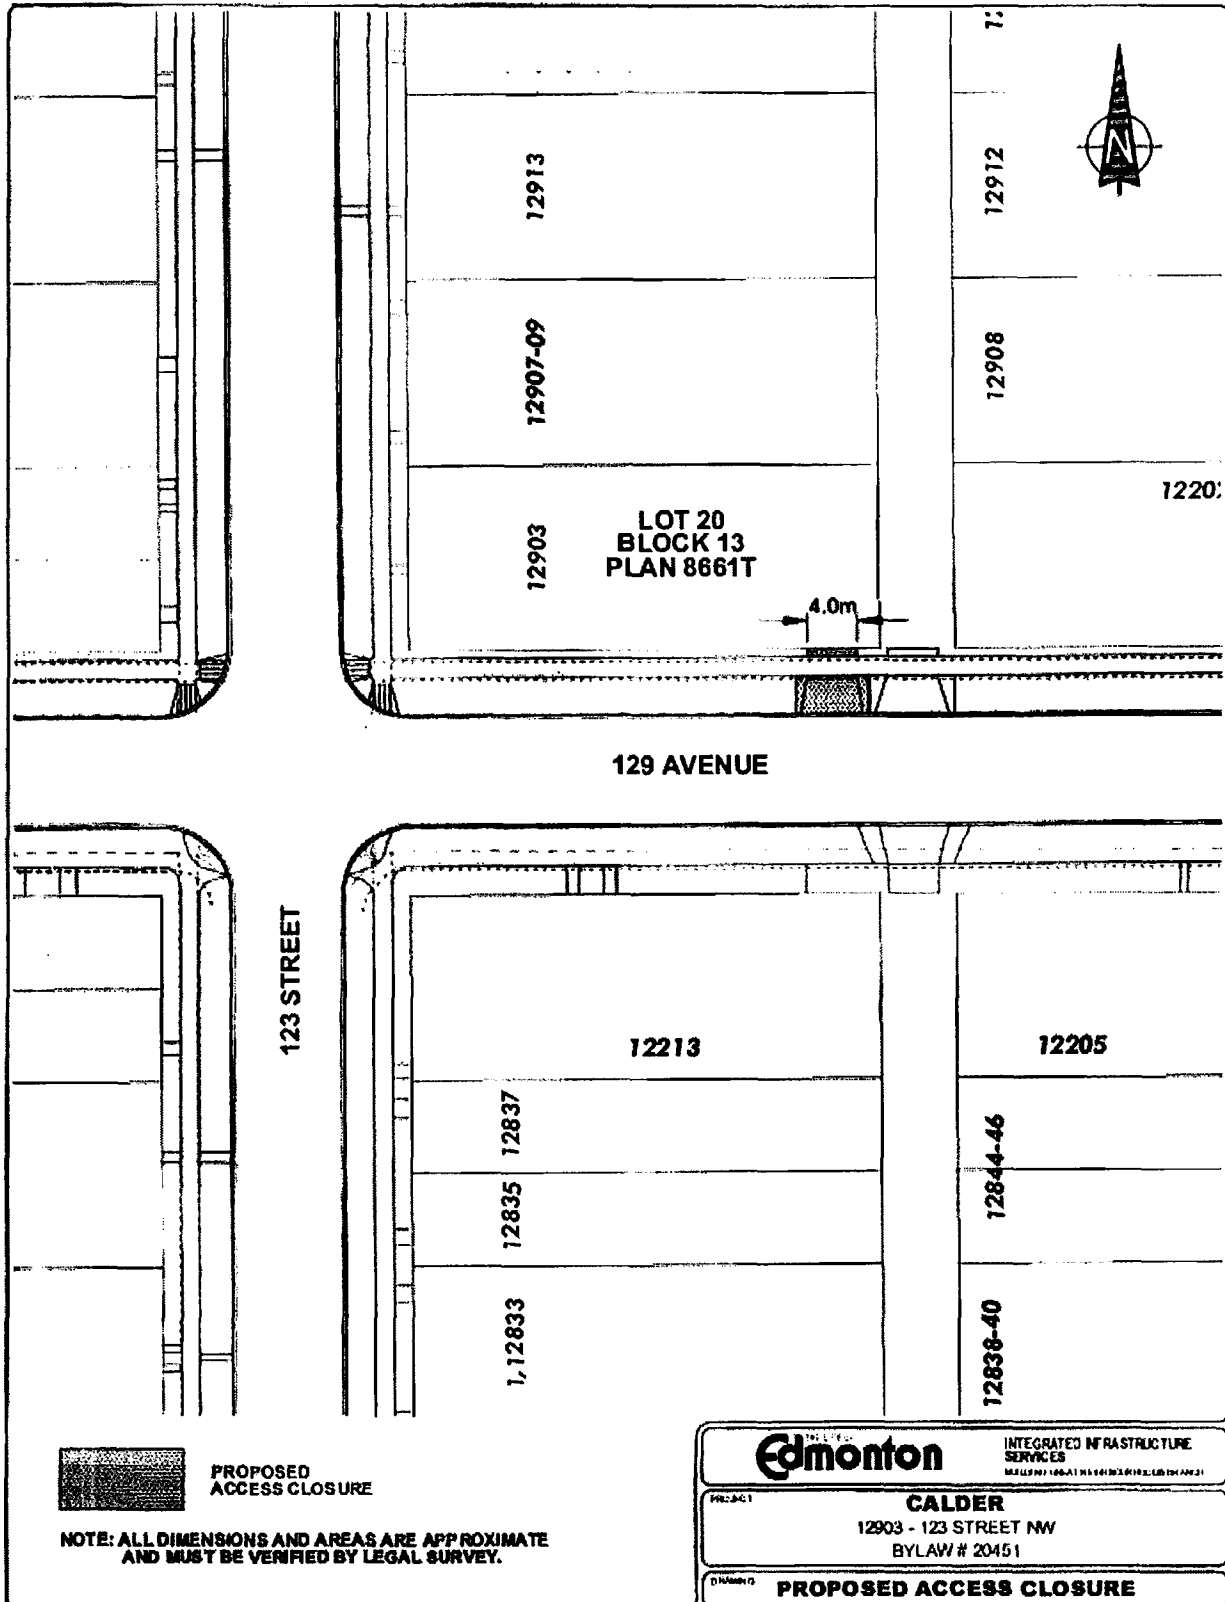 N
12913
12912
12907-09
12908
12903
LOT 20
BLOCK 13
PLAN 8661T
4.0m
129 AVENUE
123 STREET
12213
12205
12837
12835
12844-46
1,12833
12838-40
PROPOSED
ACCESS CLOSURE
NOTE: ALL DIMENSIONS AND AREAS ARE APPROXIMATE
AND MUST BE VERIFIED BY LEGAL SURVEY.
Edmonton
INTEGRATED INFRASTRUCTURE
SERVICES
PROJECT
CALDER
12903 - 123 STREET NW
BYLAW # 20451
DRAWING
PROPOSED ACCESS CLOSURE